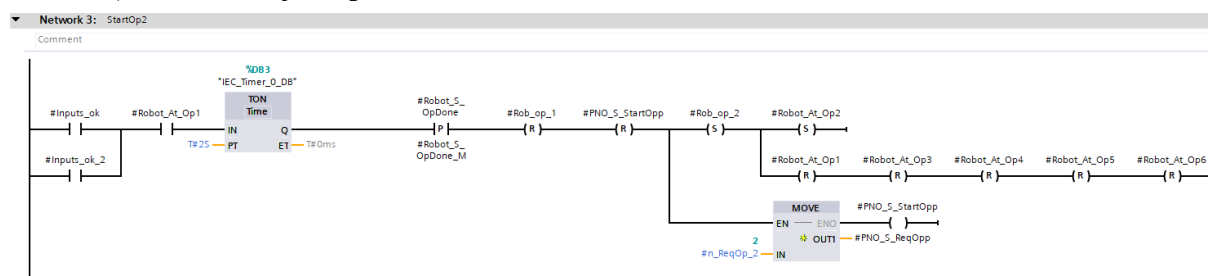 Network 3: StartOp2
Comment
%DB3
"IEC_Timer_0_DB"
TON
Time
#Inputs_ok
#Robot_At_Op1
IN
Q
T#2S
PT
ET
T#0ms
#Inputs_ok_2
#Robot_S_
OpDone
P
#Robot_S_
OpDone_M
#Rob_op_1
R
#PNO_S_StartOpp
R
#Rob_op_2
S
#Robot_At_Op2
S
#Robot_At_Op1
#Robot_At_Op3
#Robot_At_Op4
#Robot_At_Op5
#Robot_At_Op6
R
R
R
R
R
MOVE
EN
ENO
#PNO_S_StartOpp
2
#n_ReqOp_2
IN
OUT1
#PNO_S_ReqOpp